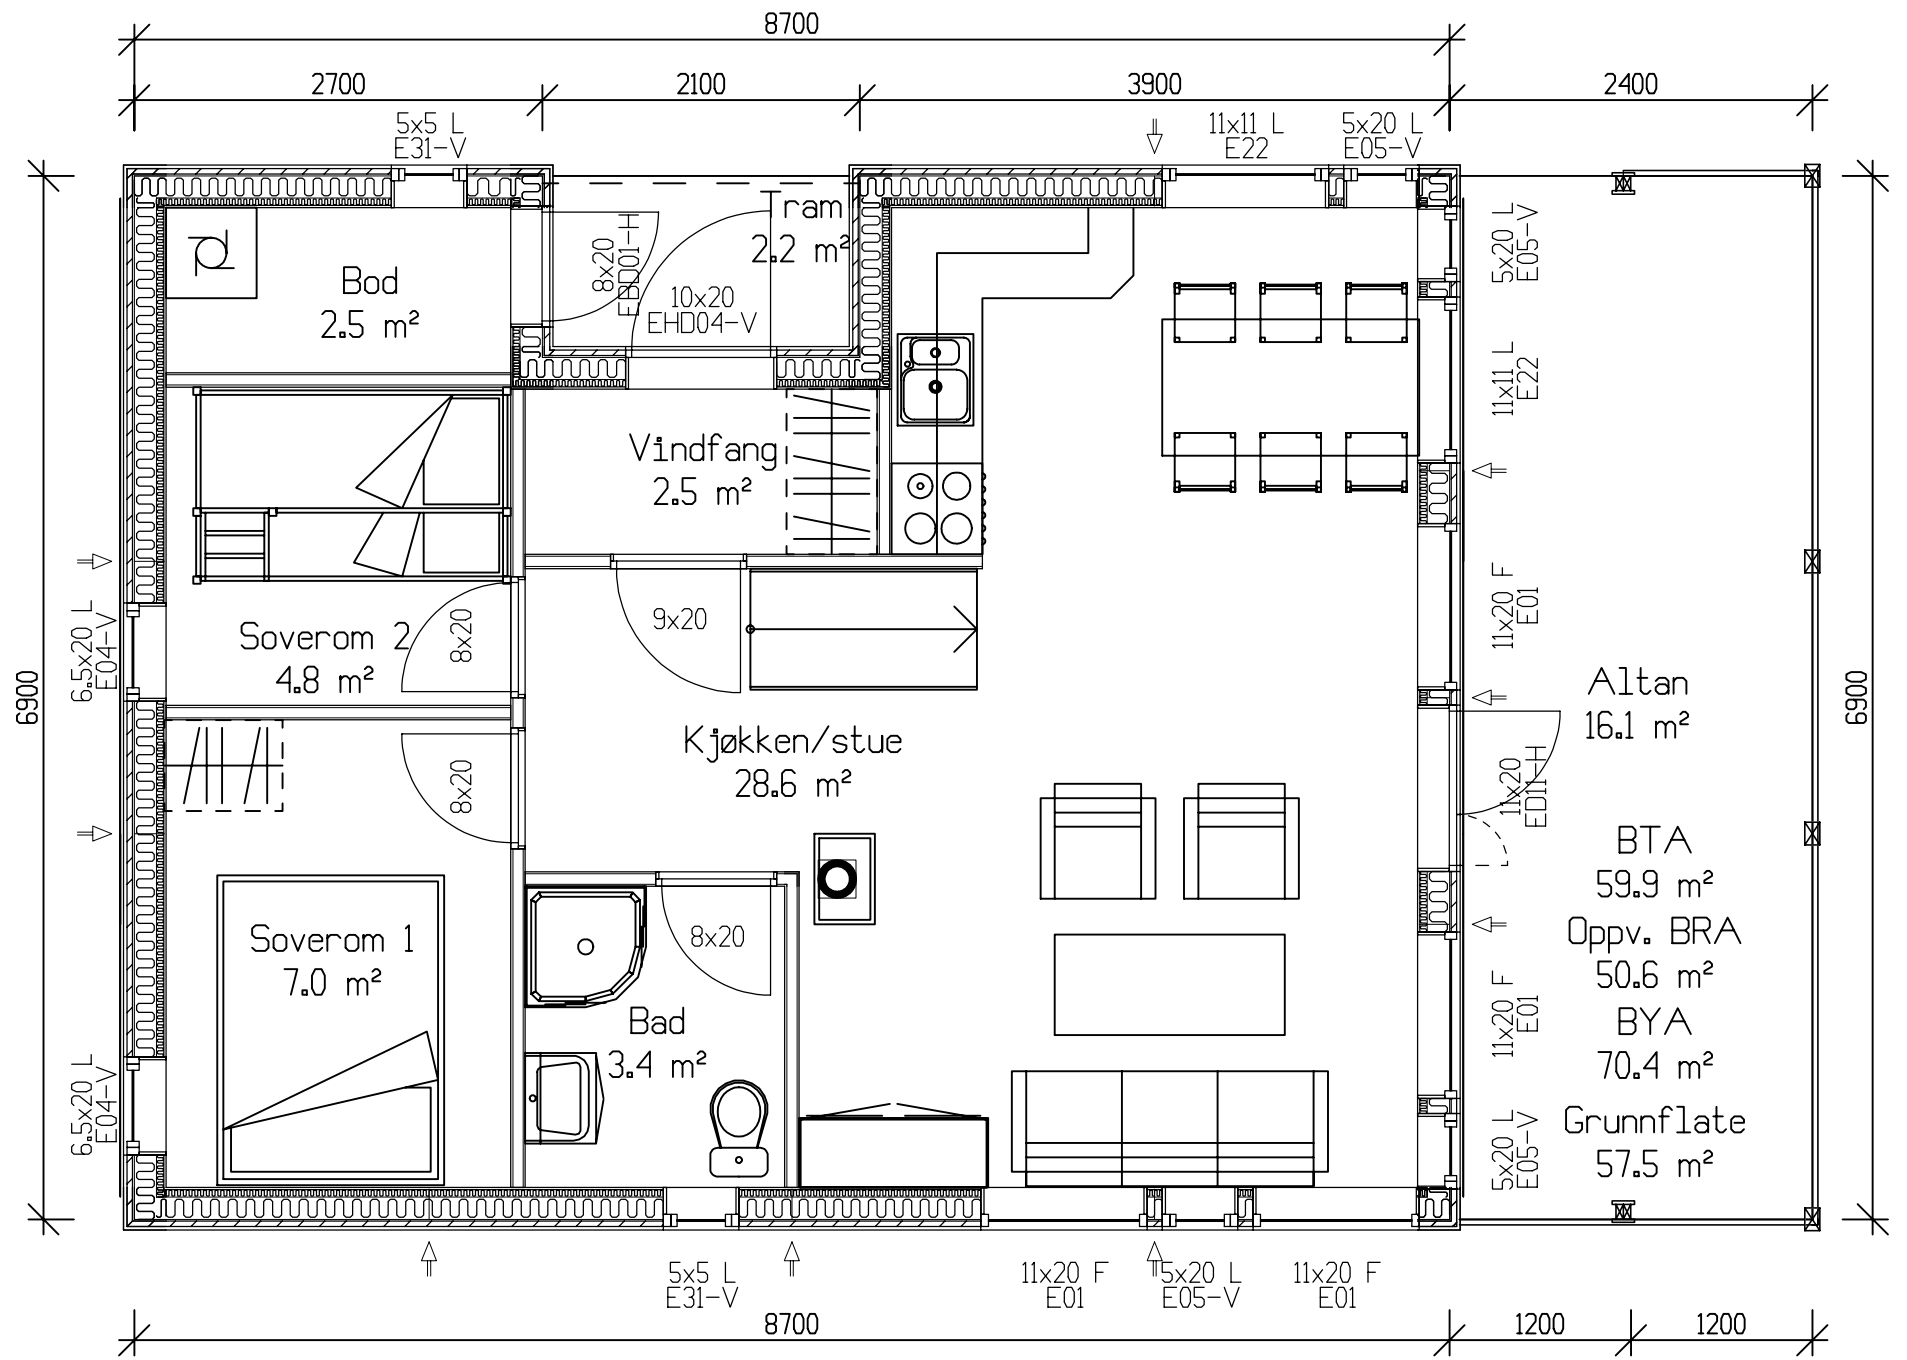 8700
2700
2100
3900
2400
5x5 L
E31-V
11x11 L
E22
5x20 L
E05-V
Tram
2.2 m²
8x20
EBD01-H
10x20
EHD04-V
Bod
2.5 m²
5x20 L
E05-V
11x11 L
E22
Vindfang
2.5 m²
9x20
8x20
Soverom 2
4.8 m²
6.5x20 L
E04-V
6900
11x20 F
E01
Altan
16.1 m²
6900
Kjøkken/stue
28.6 m²
8x20
11x20
ED11-H
BTA
59.9 m²
Oppv. BRA
50.6 m²
BYA
70.4 m²
Grunnflate
57.5 m²
Soverom 1
7.0 m²
8x20
Bad
3.4 m²
6.5x20 L
E04-V
11x20 F
E01
5x20 L
E05-V
5x5 L
E31-V
11x20 F
E01
5x20 L
E05-V
11x20 F
E01
8700
1200
1200